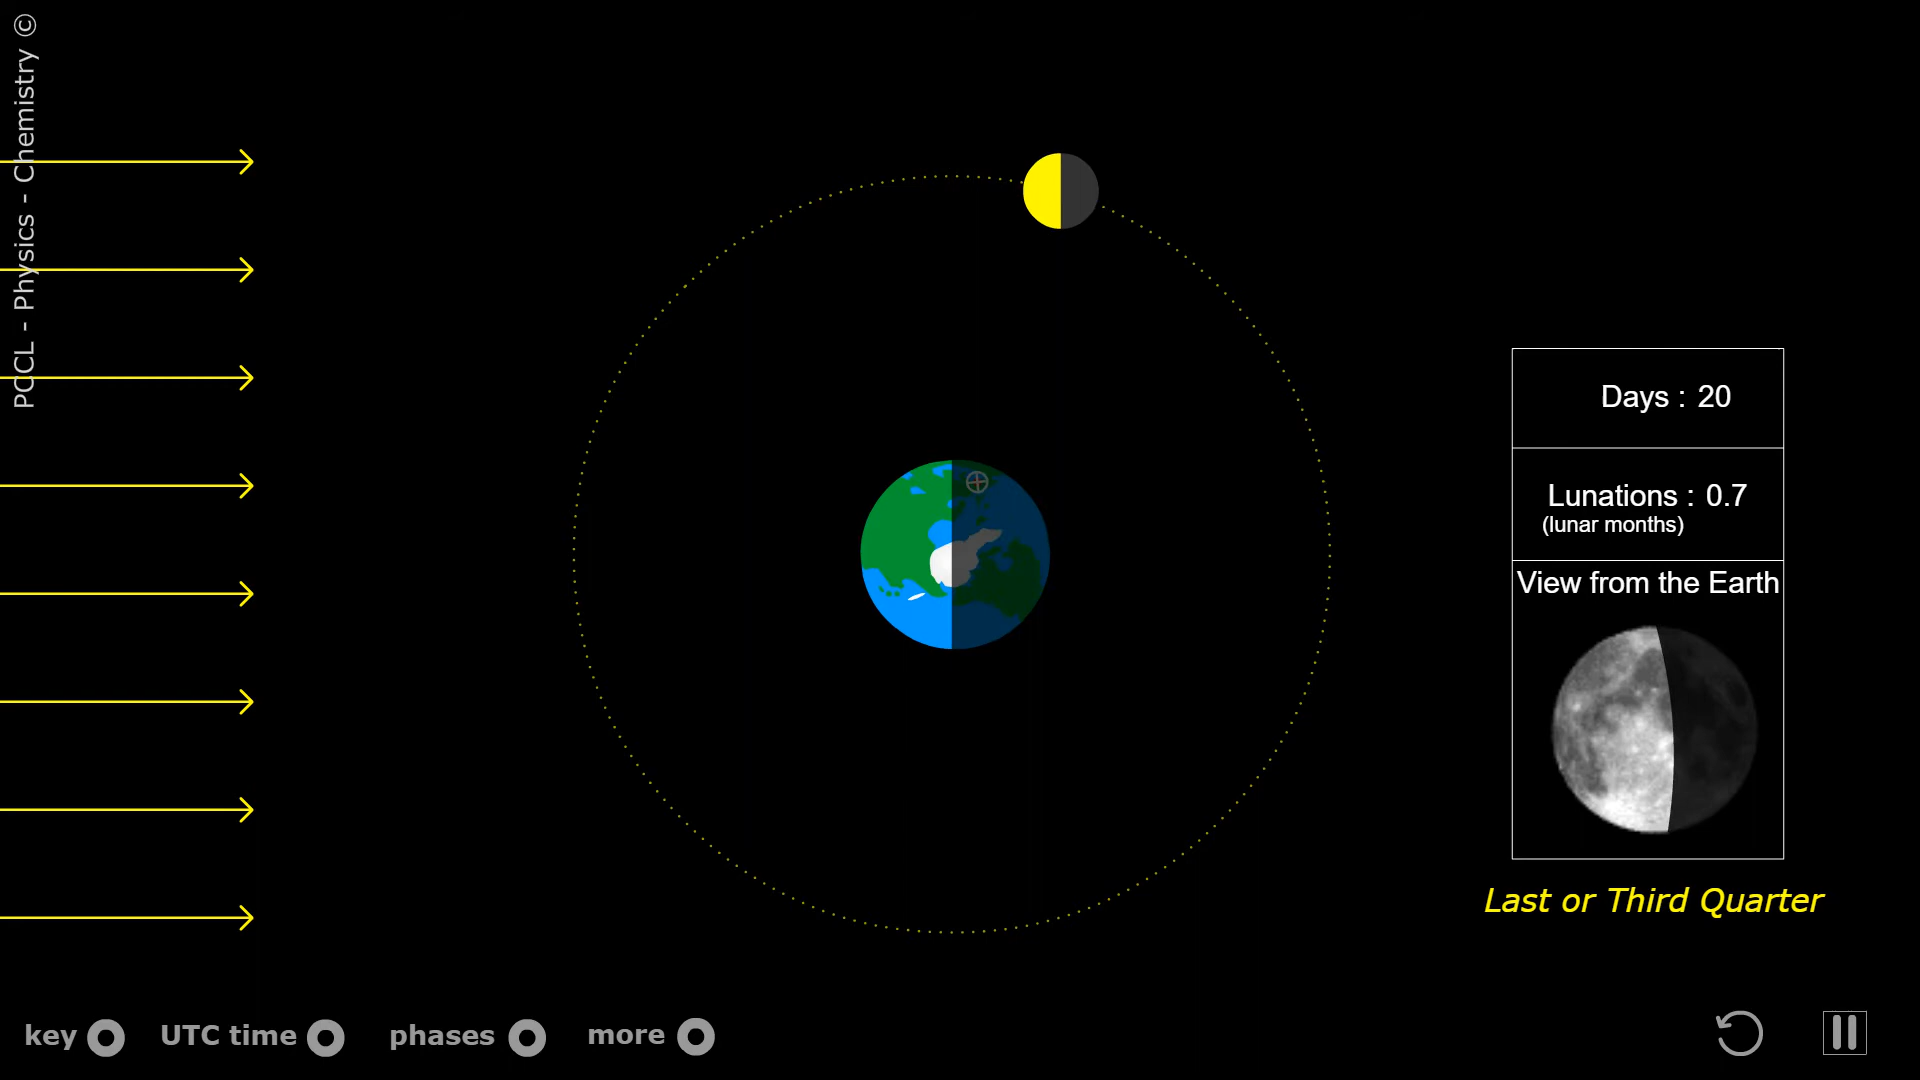 PCCL - Physics - Chemistry ©
Days : 20
Lunations : 0.7
(lunar months)
View from the Earth
Last or Third Quarter
key
UTC time
phases
more